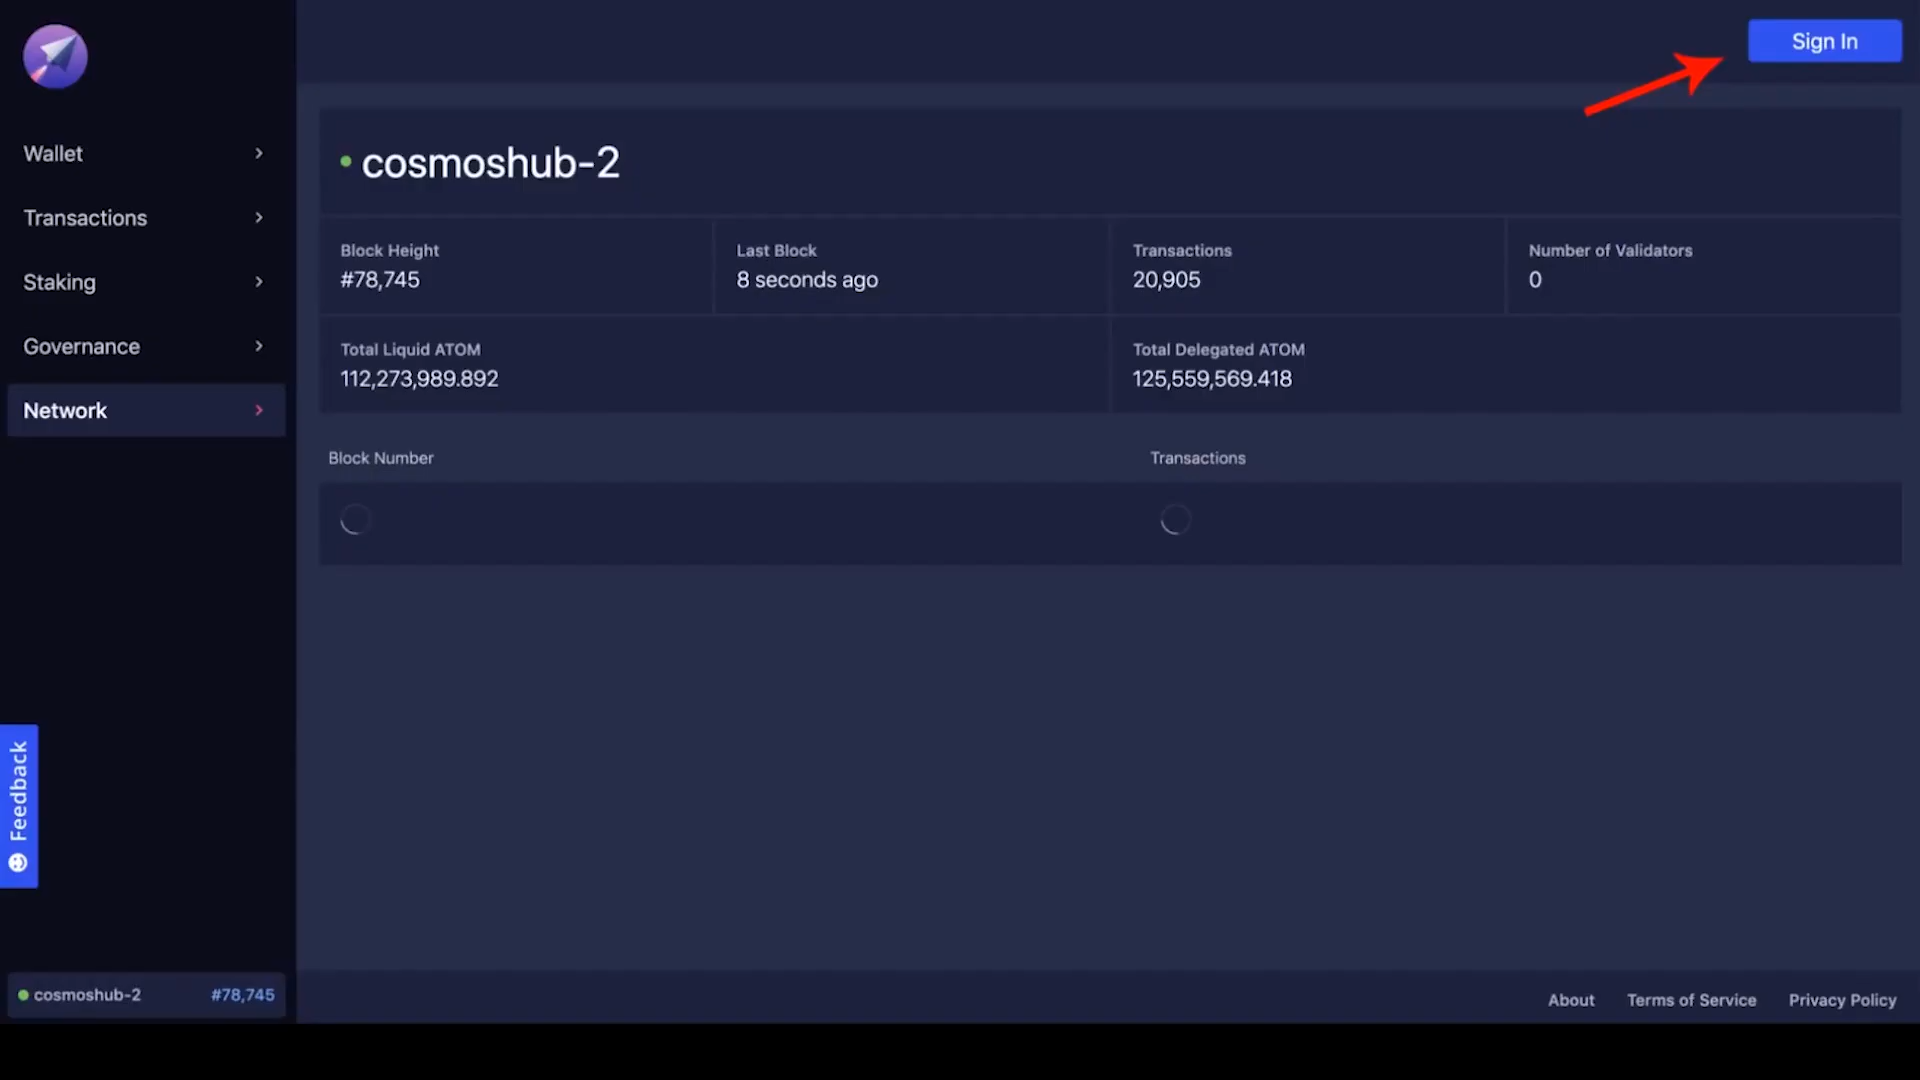 Sign In
Wallet
Transactions
Staking
Governance
Network
cosmoshub-2
Block Height
#78,745
Last Block
8 seconds ago
Transactions
20,905
Number of Validators
0
Total Liquid ATOM
112,273,989.892
Total Delegated ATOM
125,559,569.418
Block Number
Transactions
Feedback
cosmoshub-2
#78,745
About
Terms of Service
Privacy Policy